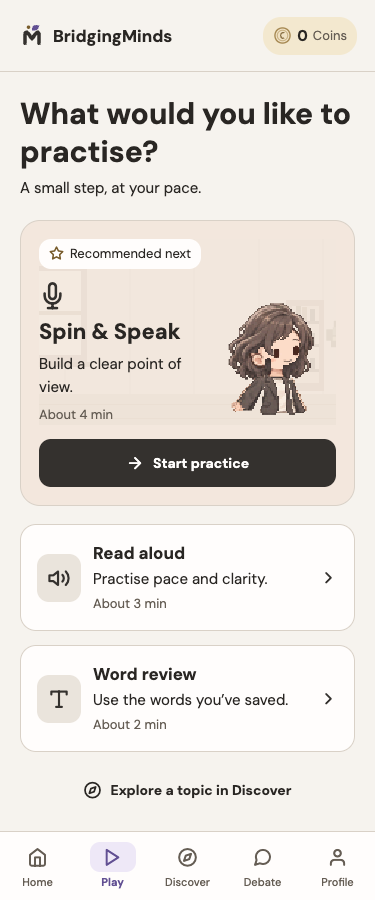 BridgingMinds
0 Coins
What would you like to
practise?
A small step, at your pace.
Recommended next
Spin & Speak
Build a clear point of
view.
About 4 min
Start practice
Read aloud
Practise pace and clarity.
About 3 min
Word review
Use the words you’ve saved.
About 2 min
Explore a topic in Discover
Home
Play
Discover
Debate
Profile